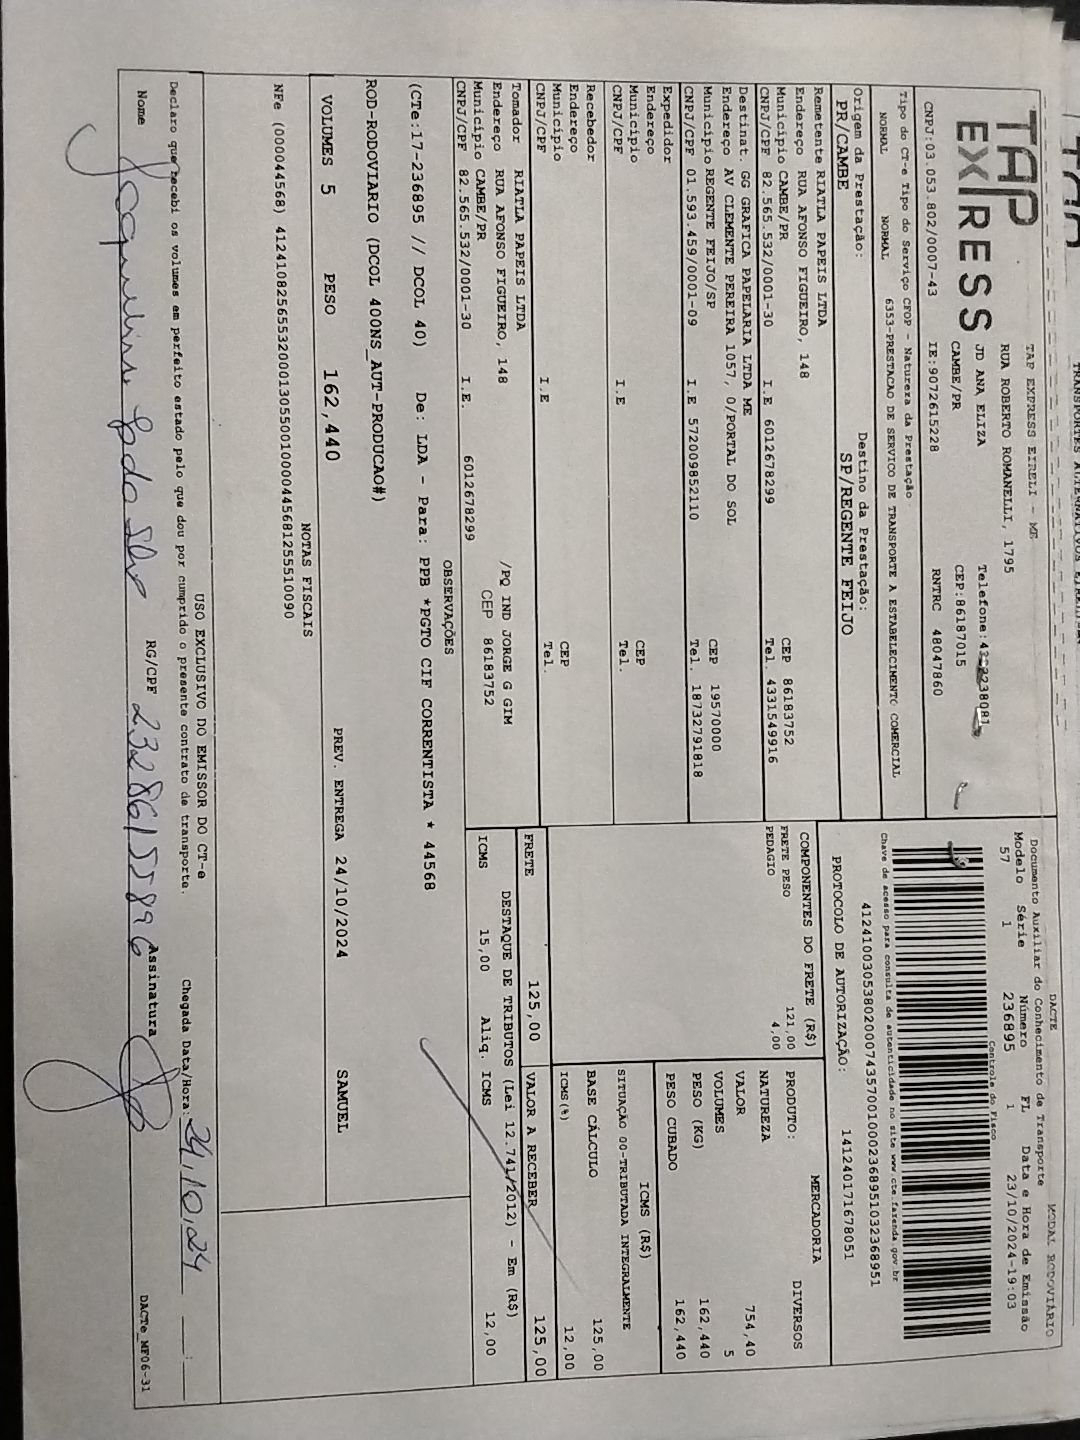 TAP EXPRESS
TAP EXPRESS EIRELI - ME
RUA ROBERTO ROMANELLI, 1795
JD ANA ELIZA
CAMBE/PR
CEP:86187015
CNPJ:03.053.802/0007-43 IE:9072615228 RNTRC 48047860
Tipo do CT-e Tipo do Serviço CFOP - Natureza da Prestação
NORMAL NORMAL 6353-PRESTACAO DE SERVICO DE TRANSPORTE A ESTABELECIMENTO COMERCIAL
Origem da Prestação: Destino da Prestação:
PR/CAMBE SP/REGENTE FEIJO
Remetente RIATLA PAPEIS LTDA
Endereço RUA AFONSO FIGUEIRO, 148
Município CAMBE/PR CEP 86183752
CNPJ/CPF 82.565.532/0001-30 I.E 6012678299 Tel. 4331549916
Destinat. GG GRAFICA PAPELARIA LTDA ME
Endereço AV CLEMENTE PEREIRA 1057, 0/PORTAL DO SOL
Município REGENTE FEIJO/SP CEP 19570000
CNPJ/CPF 01.593.459/0001-09 I.E 572009852110 Tel. 18732791818
Expedidor
Endereço
Município CEP
CNPJ/CPF I.E Tel.
Recebedor
Endereço
Município CEP
CNPJ/CPF I.E Tel.
Tomador RIATLA PAPEIS LTDA
Endereço RUA AFONSO FIGUEIRO, 148 /PQ IND JORGE G GIM
Município CAMBE/PR CEP 86183752
CNPJ/CPF 82.565.532/0001-30 I.E. 6012678299
DACTE MODAL RODOVIÁRIO
Documento Auxiliar do Conhecimento de Transporte
Modelo Série Número FL Data e Hora de Emissão
57 1 236895 1 23/10/2024-19:03
Controle do Fisco
Chave de acesso para consulta de autenticidade no site www.cte.fazenda.gov.br
PROTOCOLO DE AUTORIZAÇÃO: 141240171678051
COMPONENTES DO FRETE (R$)
FRETE PESO 121,00
PEDAGIO 4,00
MERCADORIA
PRODUTO: DIVERSOS
NATUREZA
VALOR 754,40
VOLUMES 5
PESO (KG) 162,440
PESO CUBADO 162,440
ICMS (R$)
SITUAÇÃO 00-TRIBUTADA INTEGRALMENTE
BASE CÁLCULO 125,00
ICMS(%) 12,00
FRETE 125,00 VALOR A RECEBER 125,00
DESTAQUE DE TRIBUTOS (Lei 12.741/2012) - Em (R$)
ICMS 15,00 Aliq. ICMS 12,00
OBSERVAÇÕES
(CTe:17-236895 // DCOL 40) De: LDA - Para: PPB *PGTO CIF CORRENTISTA * 44568
ROD-RODOVIARIO (DCOL 400NS_AUT-PRODUCAO#)
VOLUMES 5 PESO 162,440 PREV. ENTREGA 24/10/2024 SAMUEL
NOTAS FISCAIS
NFe (000044568) 41241082565532000130550010000445681255510090
USO EXCLUSIVO DO EMISSOR DO CT-e
Declaro que recebi os volumes em perfeito estado pelo que dou por cumprido o presente contrato de transporte. Chegada Data/Hora: 24,10,24 :
Nome RG/CPF 23286155896 Assinatura
DACTe_MF06-31